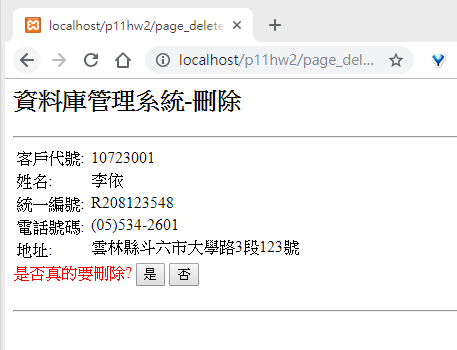 localhost/p11hw2/page_delete
localhost/p11hw2/page_del...
資料庫管理系統-刪除
客戶代號: 10723001
姓名: 李依
統一編號: R208123548
電話號碼: (05)534-2601
地址: 雲林縣斗六市大學路3段123號
是否真的要刪除? 是 否